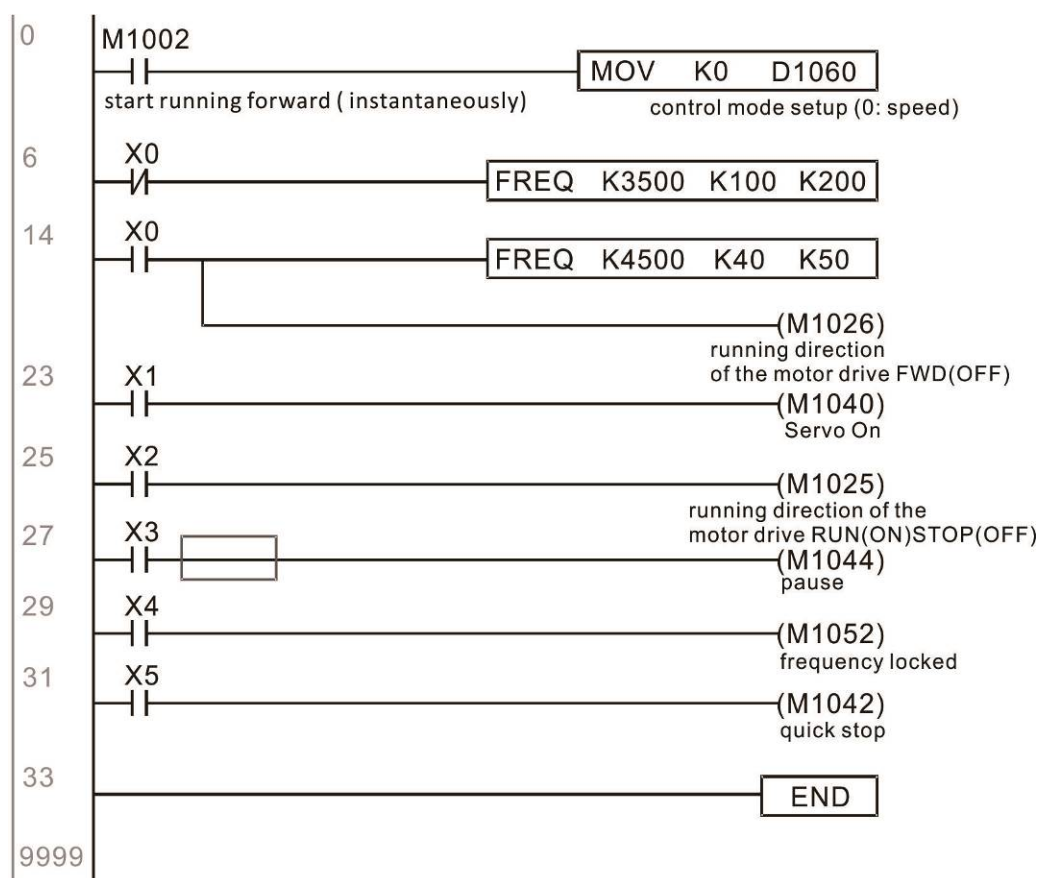 0
M1002
MOV K0 D1060
start running forward ( instantaneously)
control mode setup (0: speed)
6
X0
FREQ K3500 K100 K200
14
X0
FREQ K4500 K40 K50
(M1026)
running direction
of the motor drive FWD(OFF)
23
X1
(M1040)
Servo On
25
X2
(M1025)
running direction of the
motor drive RUN(ON)STOP(OFF)
27
X3
(M1044)
pause
29
X4
(M1052)
frequency locked
31
X5
(M1042)
quick stop
33
END
9999